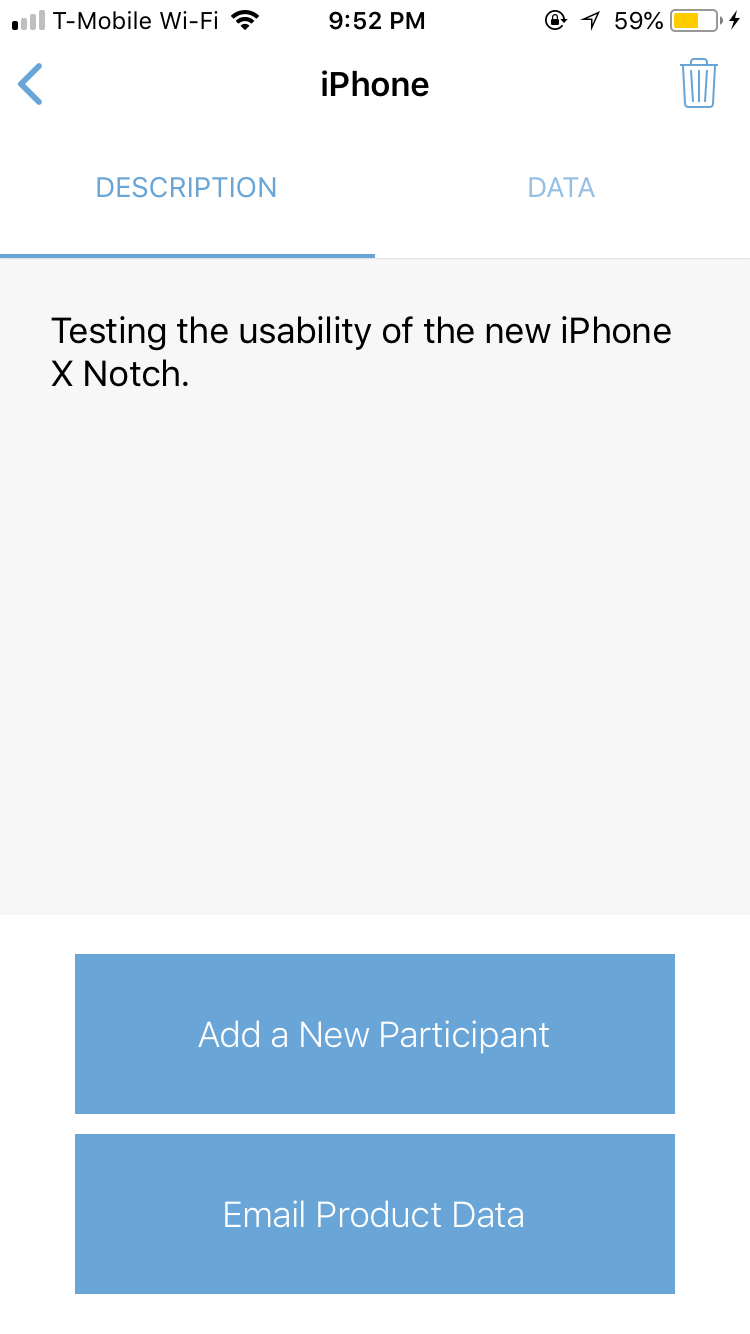 T-Mobile Wi-Fi 9:52 PM 59%
iPhone
DESCRIPTION DATA
Testing the usability of the new iPhone
X Notch.
Add a New Participant
Email Product Data